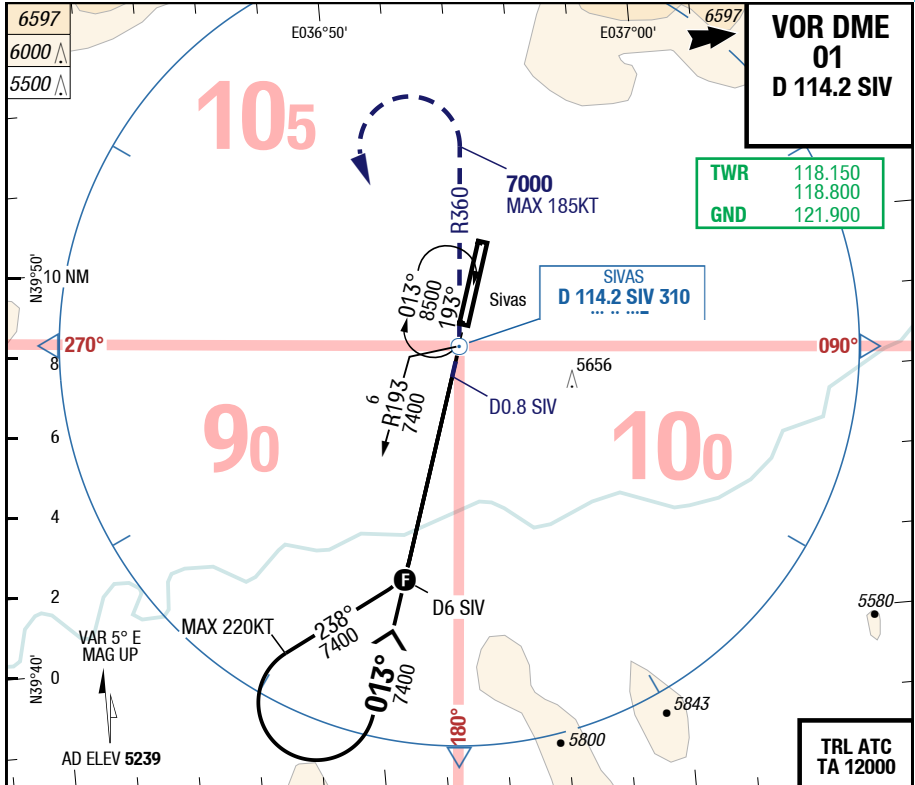 6597
6000
5500
E036°50'
E037°00'
6597
VOR DME
01
D 114.2 SIV
105
7000
MAX 185KT
R360
TWR 118.150
118.800
GND 121.900
N39°50'
10 NM
013°
8500
193°
Sivas
SIVAS
D 114.2 SIV 310
270°
090°
8
5656
6
R193
7400
D0.8 SIV
90
100
6
4
F
D6 SIV
2
5580
MAX 220KT
238°
7400
VAR 5° E
MAG UP
013°
7400
N39°40'
0
180°
5843
5800
AD ELEV 5239
TRL ATC
TA 12000